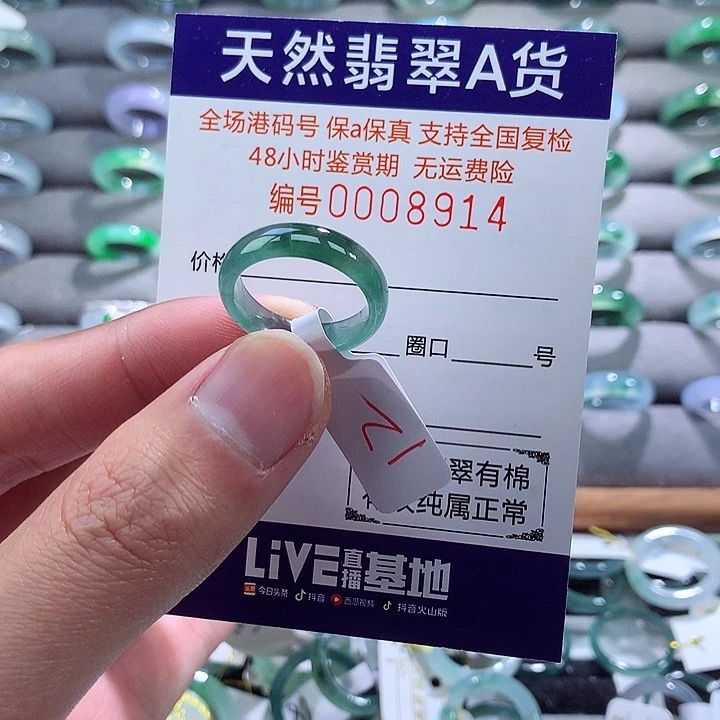 天然翡翠A货
全场港码号 保a保真 支持全国复检
48小时鉴赏期 无运费险
编号0008914
价格
圈口 号
12
翠有棉
纯属正常
LiVE直播基地
头条 今日头条 抖音 西瓜视频 抖音火山版